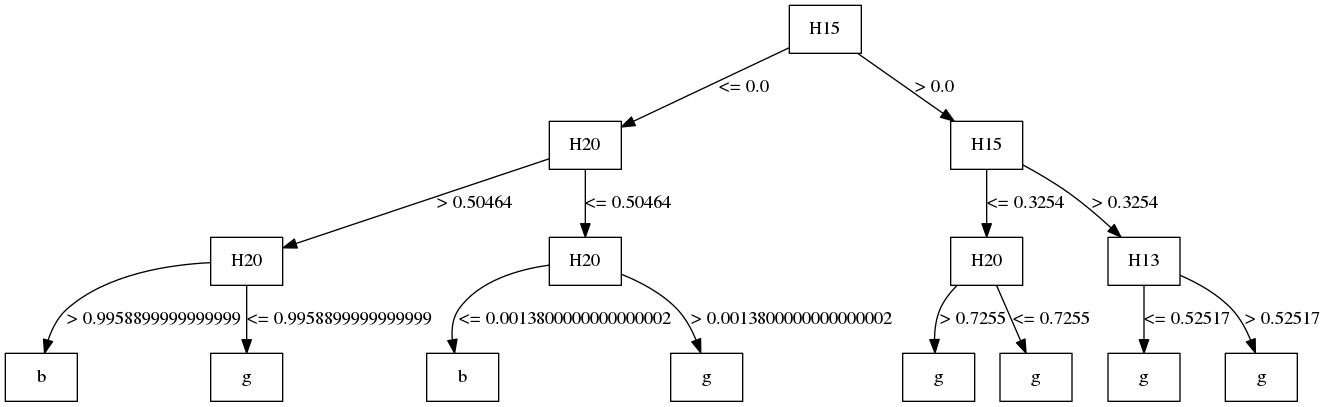 H15
<= 0.0
> 0.0
H20
H15
> 0.50464
<= 0.50464
<= 0.3254
> 0.3254
H20
H20
H20
H13
> 0.9958899999999999
<= 0.9958899999999999
<= 0.0013800000000000002
> 0.0013800000000000002
> 0.7255
<= 0.7255
<= 0.52517
> 0.52517
b
g
b
g
g
g
g
g